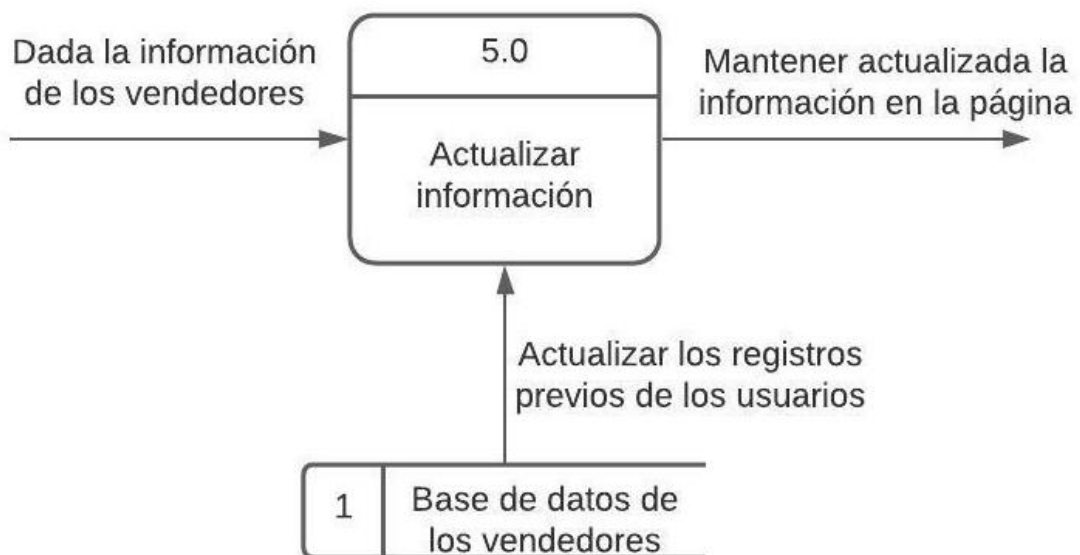 Dada la información
de los vendedores
5.0
Mantener actualizada la
información en la página
Actualizar
información
Actualizar los registros
previos de los usuarios
1
Base de datos de
los vendedores